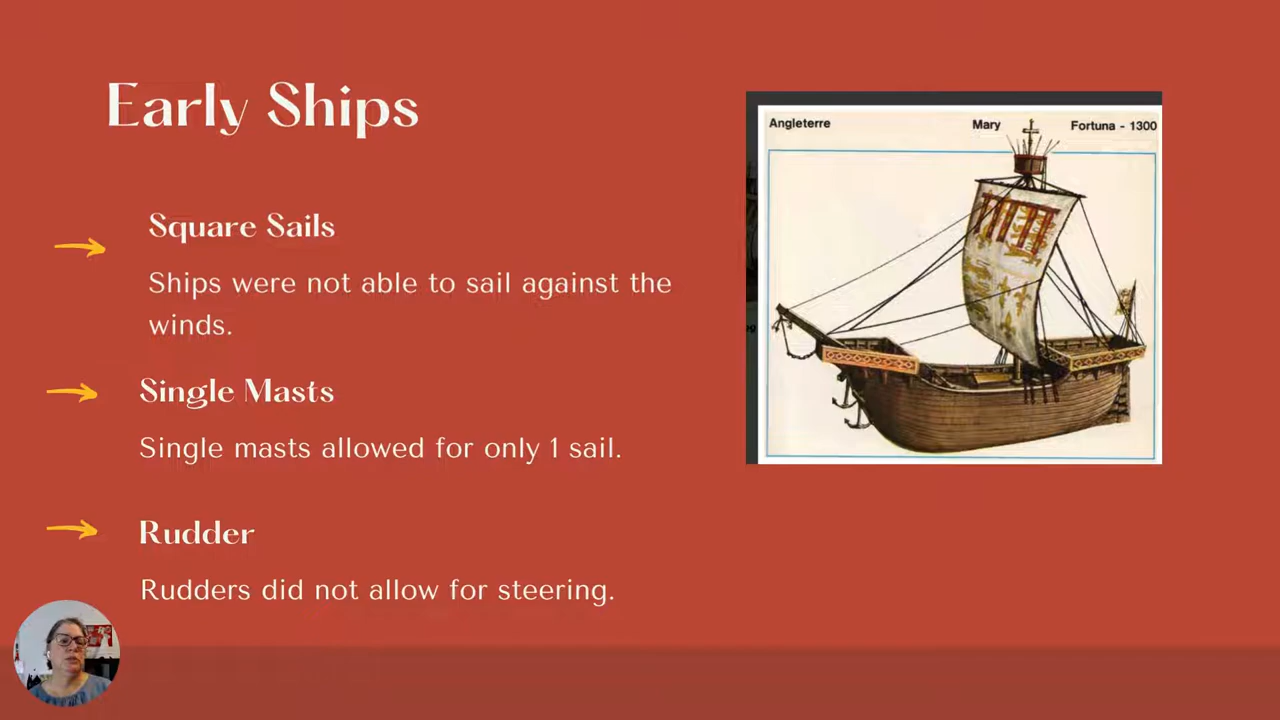 Early Ships
Square Sails
Ships were not able to sail against the
winds.
Single Masts
Single masts allowed for only 1 sail.
Rudder
Rudders did not allow for steering.
Angleterre Mary Fortuna - 1300